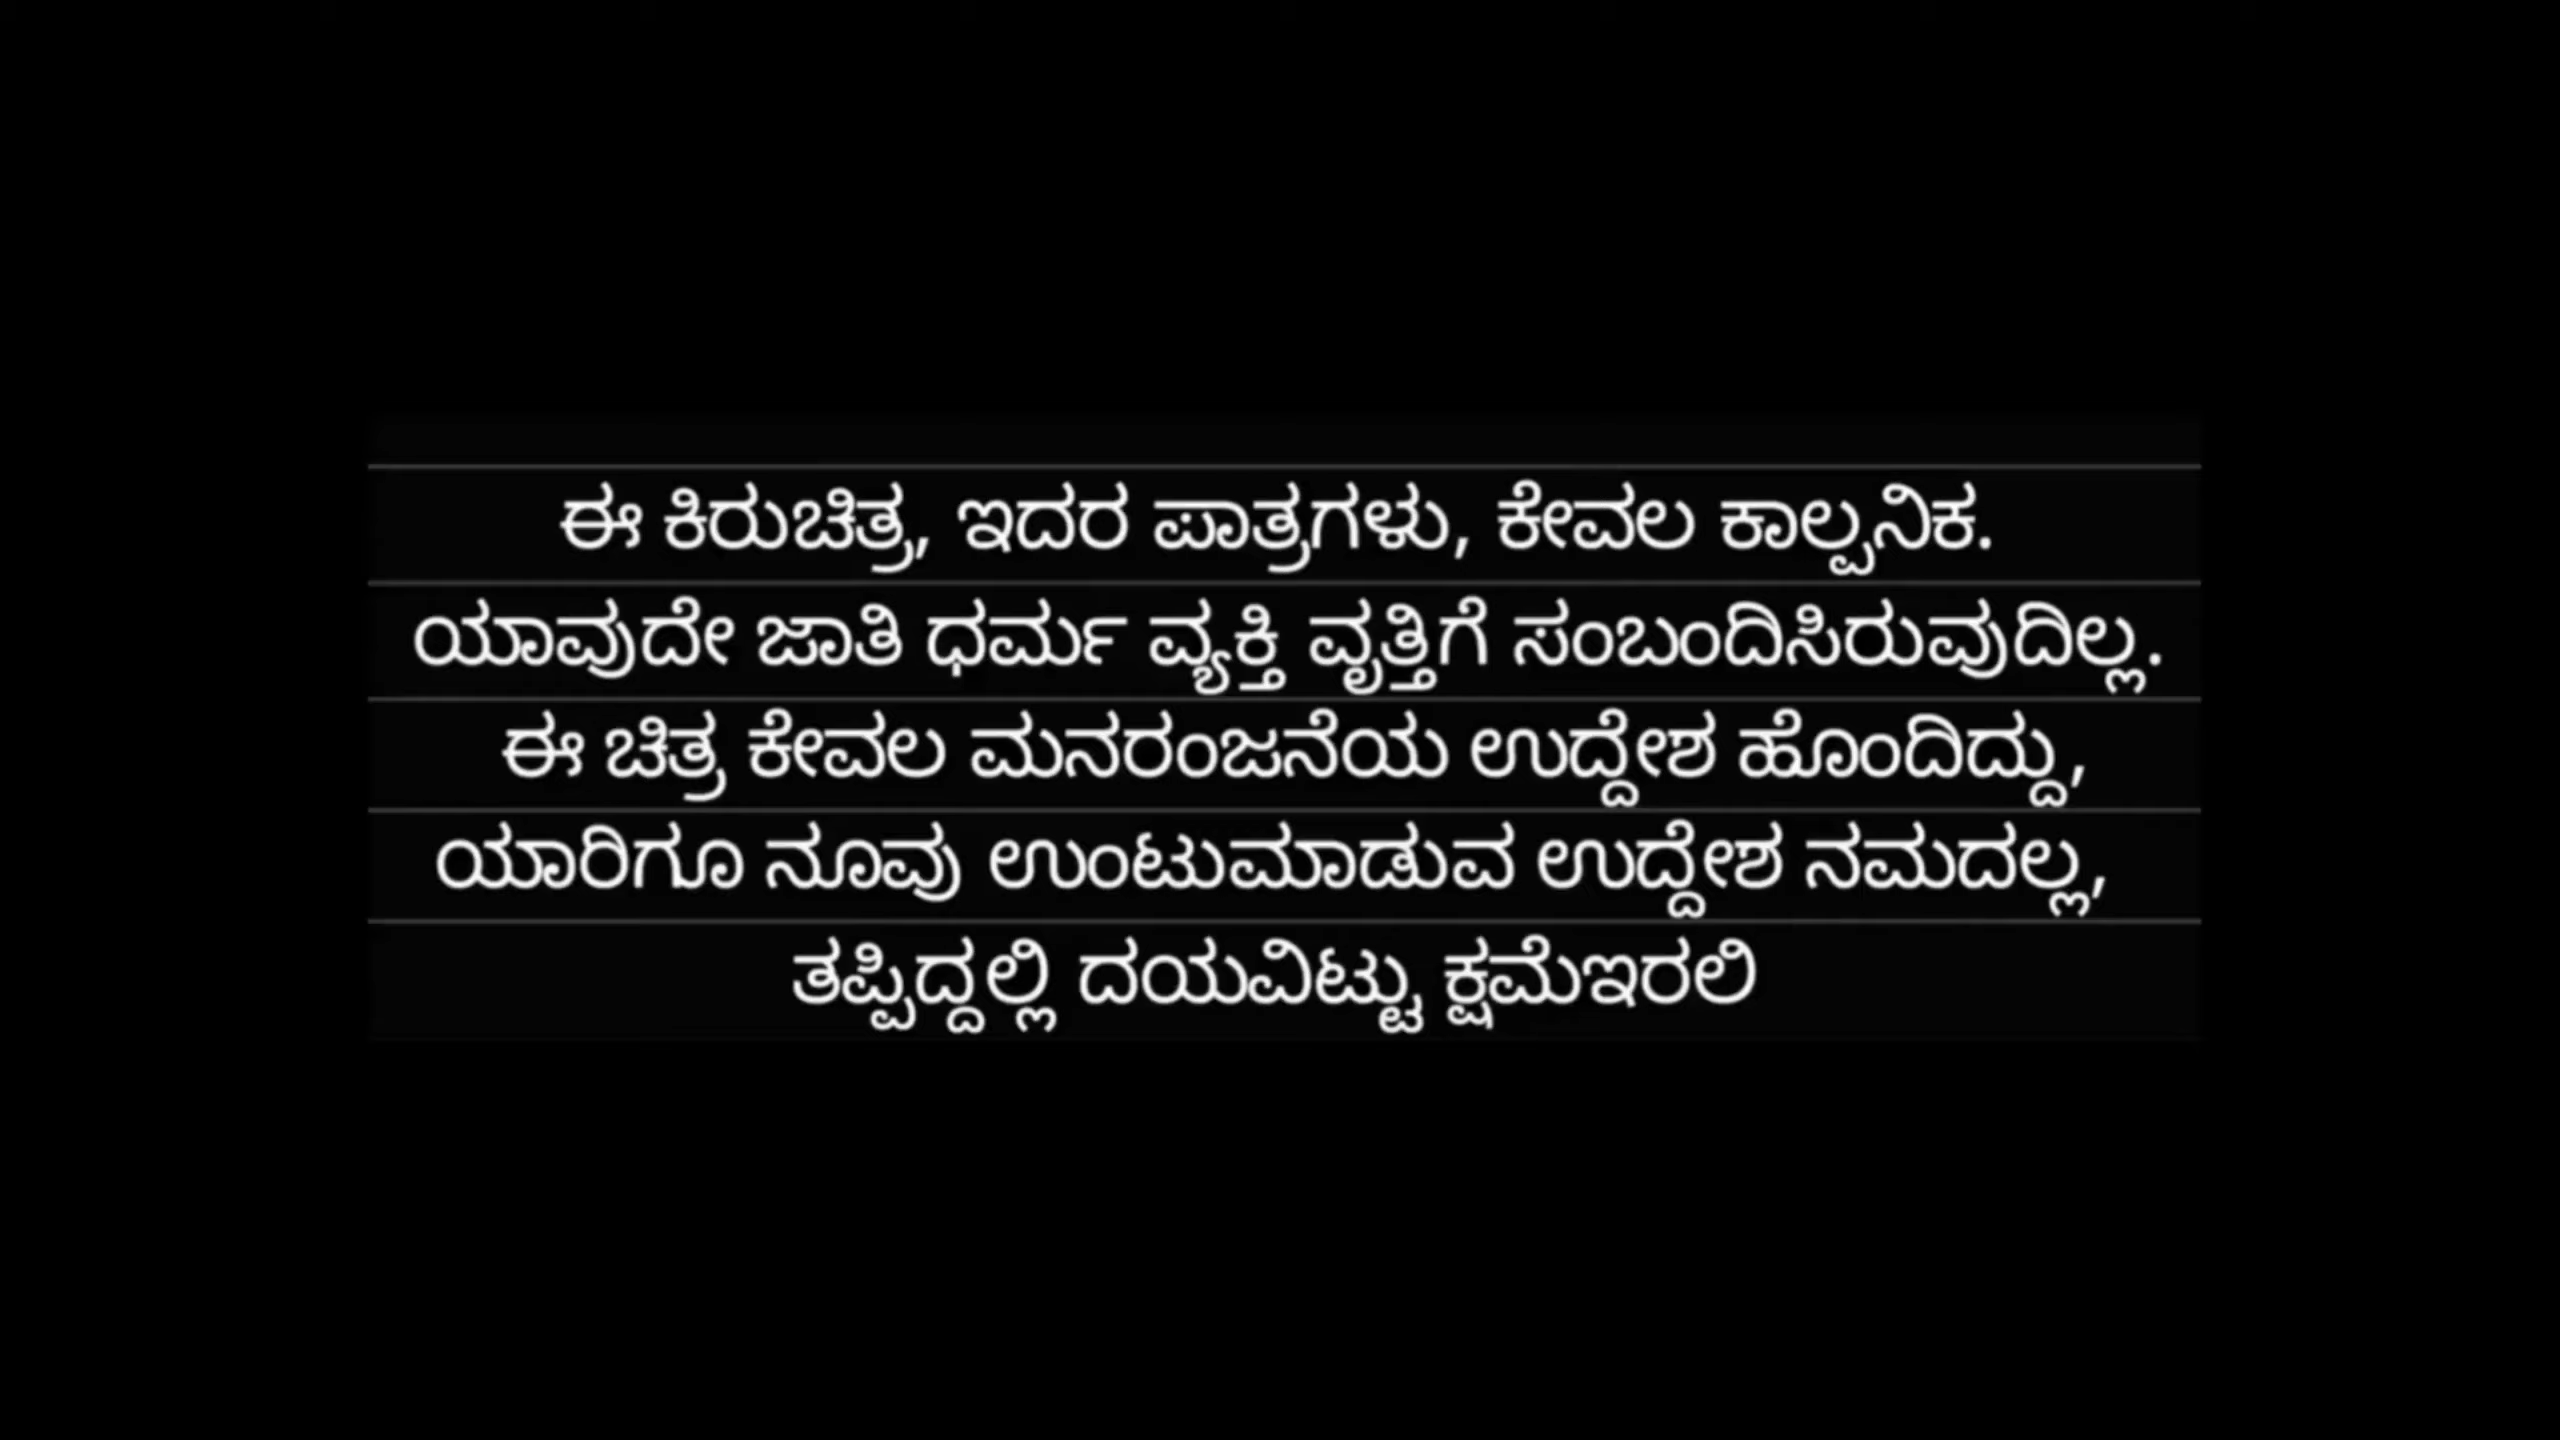 ಈ ಕಿರುಚಿತ್ರ, ಇದರ ಪಾತ್ರಗಳು, ಕೇವಲ ಕಾಲ್ಪನಿಕ.
ಯಾವುದೇ ಜಾತಿ ಧರ್ಮ ವ್ಯಕ್ತಿ ವೃತ್ತಿಗೆ ಸಂಬಂದಿಸಿರುವುದಿಲ್ಲ.
ಈ ಚಿತ್ರ ಕೇವಲ ಮನರಂಜನೆಯ ಉದ್ದೇಶ ಹೊಂದಿದ್ದು,
ಯಾರಿಗೂ ನೂವು ಉಂಟುಮಾಡುವ ಉದ್ದೇಶ ನಮದಲ್ಲ,
ತಪ್ಪಿದ್ದಲ್ಲಿ ದಯವಿಟ್ಟು ಕ್ಷಮೆಇರಲಿ